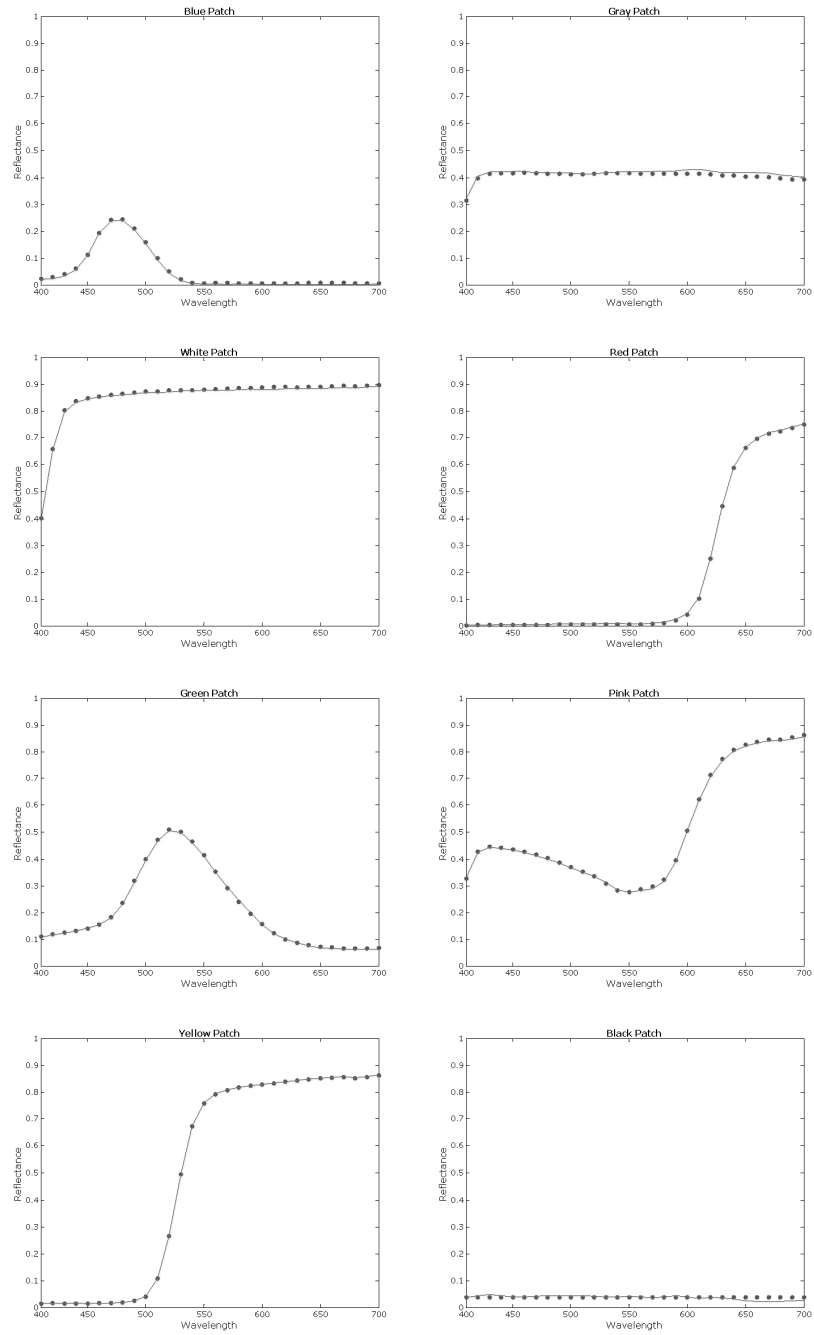 Blue Patch
1
0.9
0.8
0.7
0.6
0.5
0.4
0.3
0.2
0.1
0
Reflectance
400 450 500 550 600 650 700
Wavelength
Gray Patch
1
0.9
0.8
0.7
0.6
0.5
0.4
0.3
0.2
0.1
0
Reflectance
400 450 500 550 600 650 700
Wavelength
White Patch
1
0.9
0.8
0.7
0.6
0.5
0.4
0.3
0.2
0.1
0
Reflectance
400 450 500 550 600 650 700
Wavelength
Red Patch
1
0.9
0.8
0.7
0.6
0.5
0.4
0.3
0.2
0.1
0
Reflectance
400 450 500 550 600 650 700
Wavelength
Green Patch
1
0.9
0.8
0.7
0.6
0.5
0.4
0.3
0.2
0.1
0
Reflectance
400 450 500 550 600 650 700
Wavelength
Pink Patch
1
0.9
0.8
0.7
0.6
0.5
0.4
0.3
0.2
0.1
0
Reflectance
400 450 500 550 600 650 700
Wavelength
Yellow Patch
1
0.9
0.8
0.7
0.6
0.5
0.4
0.3
0.2
0.1
0
Reflectance
400 450 500 550 600 650 700
Wavelength
Black Patch
1
0.9
0.8
0.7
0.6
0.5
0.4
0.3
0.2
0.1
0
Reflectance
400 450 500 550 600 650 700
Wavelength